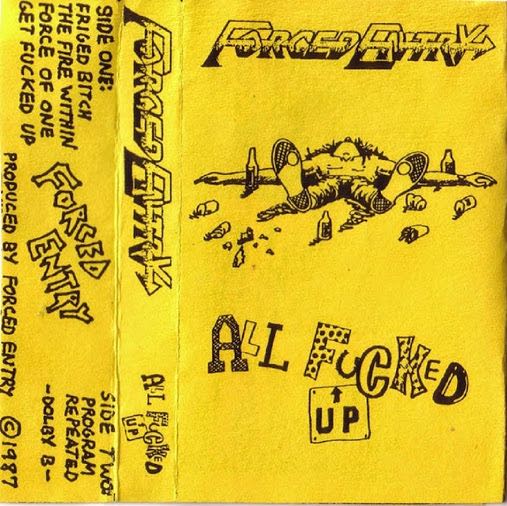 SIDE ONE:
FRIGED BITCH
THE FIRE WITHIN
FORCE OF ONE
GET FUCKED UP
FORCED
ENTRY
SIDE TWO:
PROGRAM
REPEATED
-DOLBY B-
PRODUCED BY FORCED ENTRY ©1987
FORCED ENTRY
ALL FUCKED
UP
FORCED ENTRY
ALL FUCKED
UP